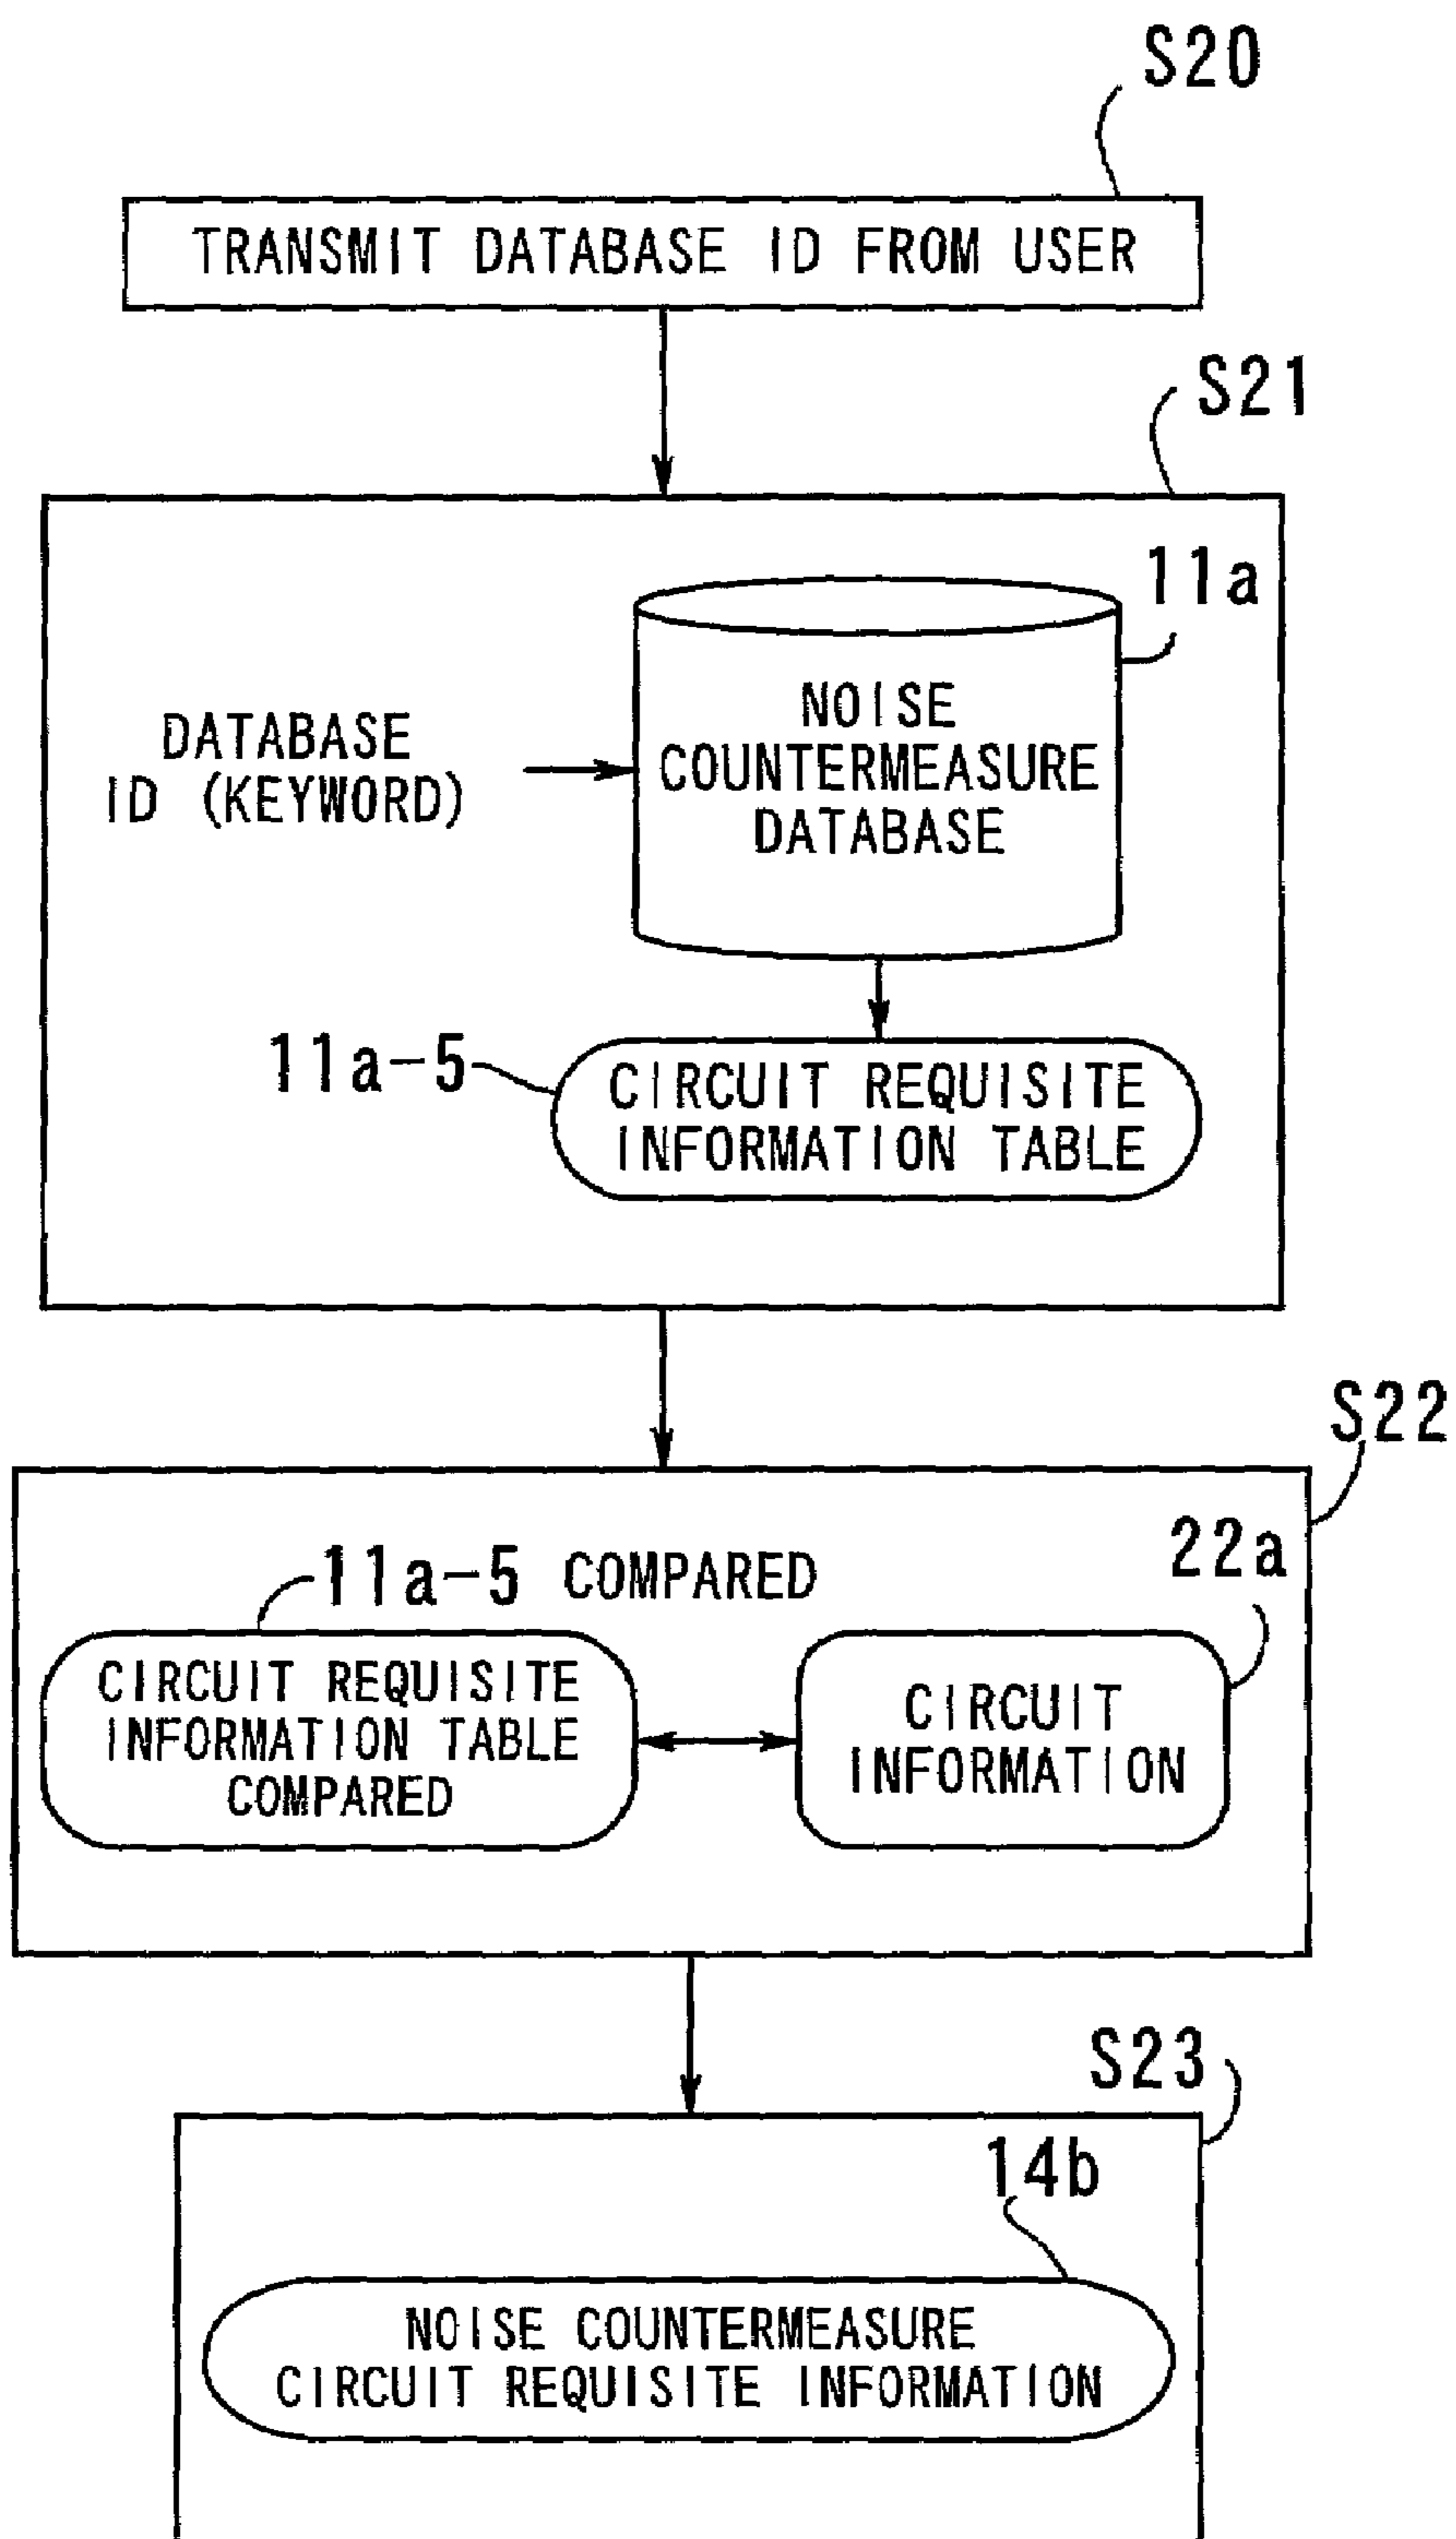 S20
TRANSMIT DATABASE ID FROM USER
S21
11a
DATABASE
ID (KEYWORD)
NOISE
COUNTERMEASURE
DATABASE
11a-5
CIRCUIT REQUISITE
INFORMATION TABLE
S22
11a-5 COMPARED
22a
CIRCUIT REQUISITE
INFORMATION TABLE
COMPARED
CIRCUIT
INFORMATION
S23
14b
NOISE COUNTERMEASURE
CIRCUIT REQUISITE INFORMATION